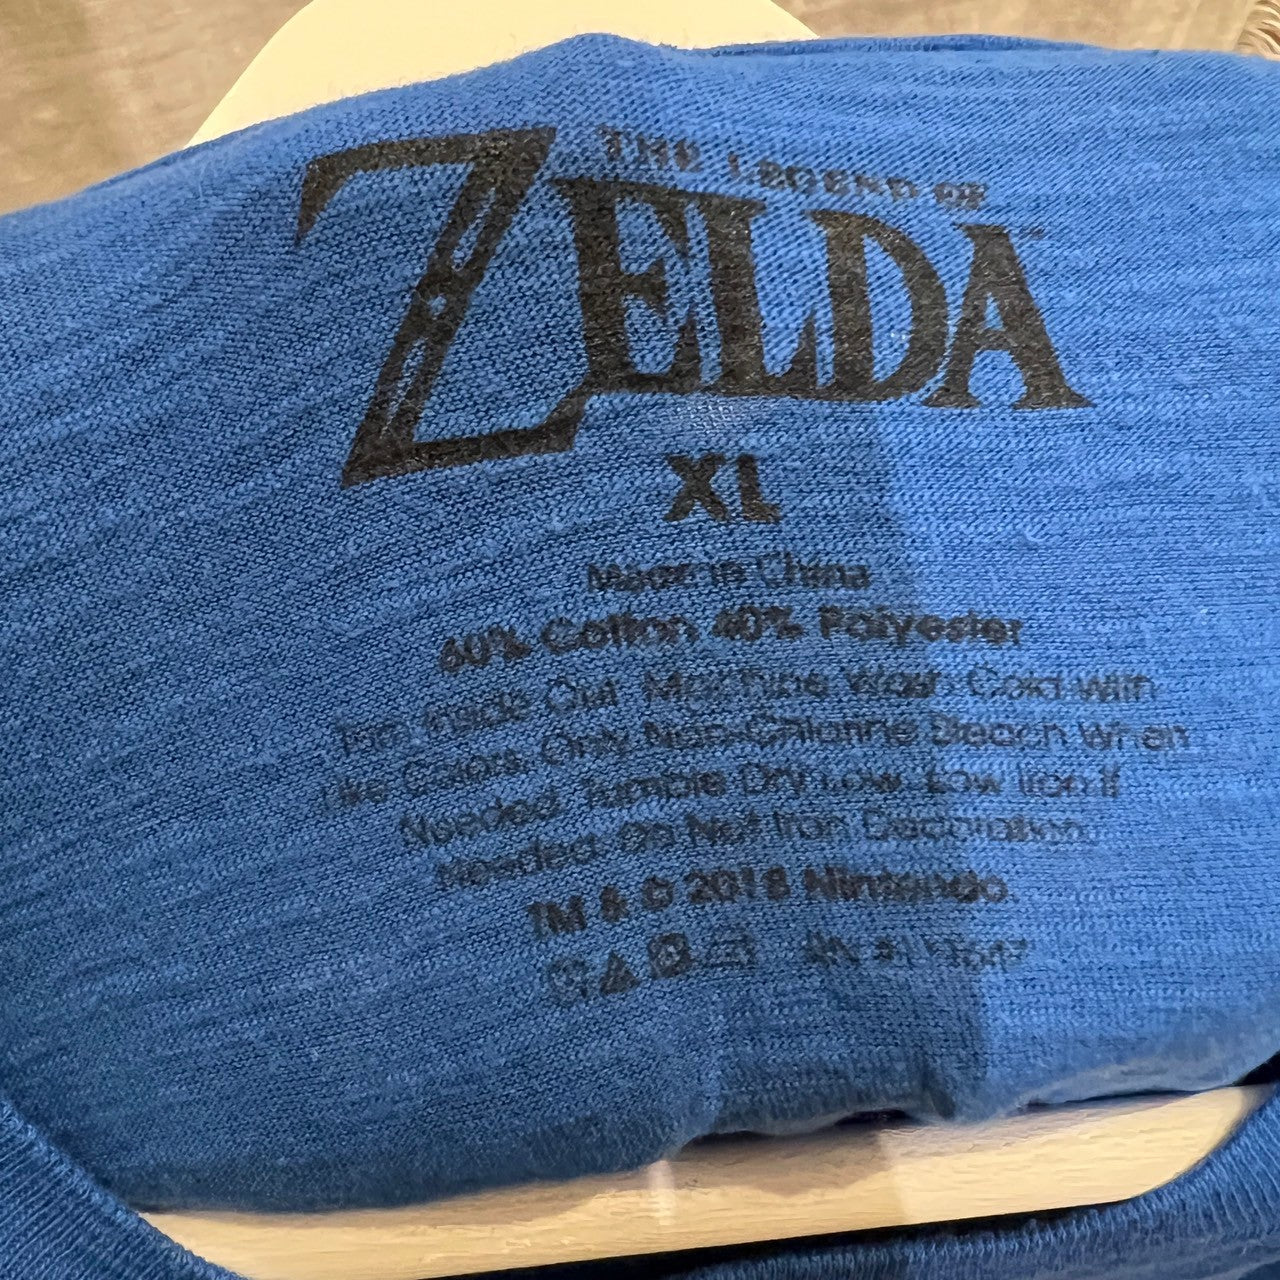 THE LEGEND OF
ZELDA
XL
Made in China
60% Cotton 40% Polyester
Turn Inside Out Machine Wash Cold With
Like Colors, Only Non-Chlorine Bleach When
Needed, Tumble Dry Low. Low Iron If
Needed. Do Not Iron Decoration.
TM & © 2018 Nintendo.
RN #